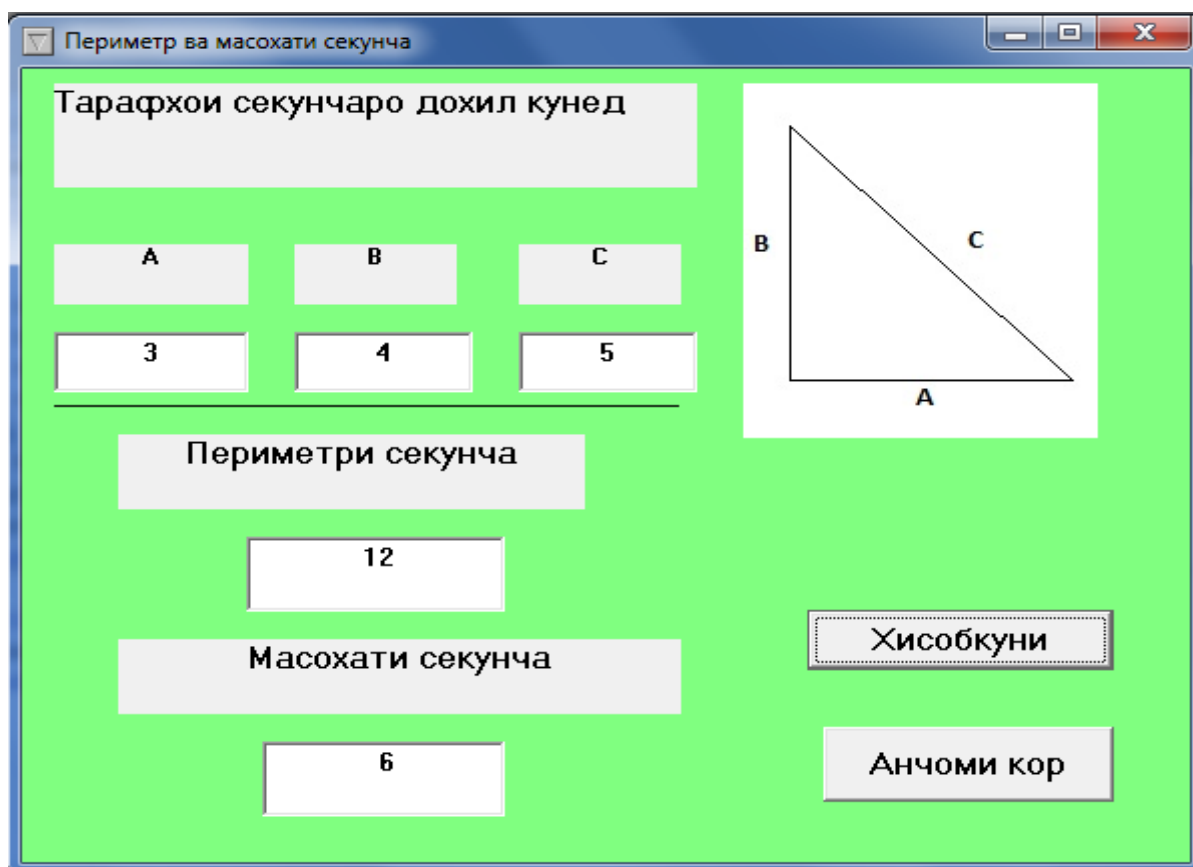 Периметр ва масохати секунча
Тарафхои секунчаро дохил кунед
A B C
3 4 5
B
C
A
Периметри секунча
12
Масохати секунча
6
Хисобкуни
Анчоми кор